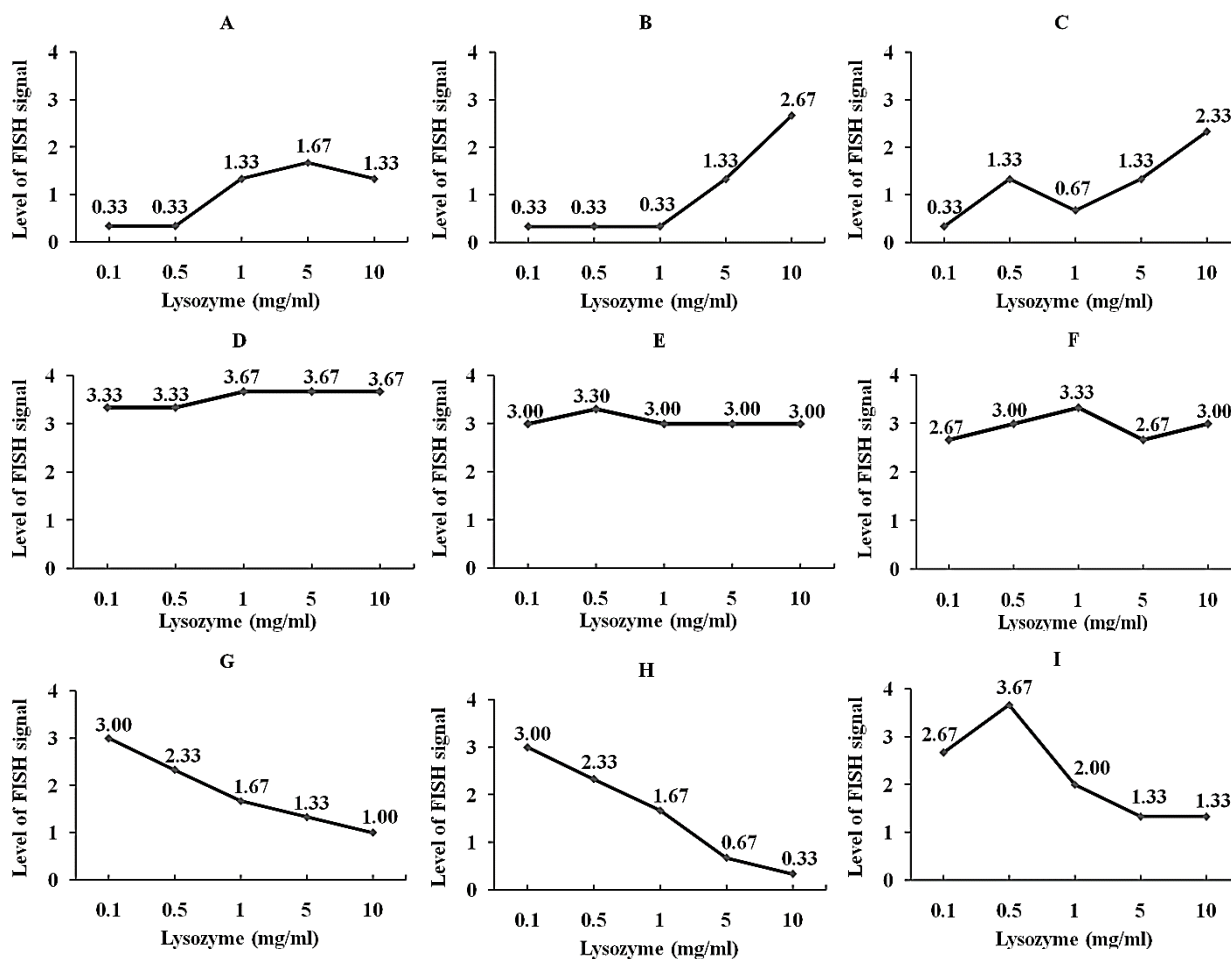 A
Level of FISH signal
4
3
2
1
0
0.33
0.33
1.33
1.67
1.33
0.1 0.5 1 5 10
Lysozyme (mg/ml)
B
Level of FISH signal
4
3
2
1
0
0.33
0.33
0.33
1.33
2.67
0.1 0.5 1 5 10
Lysozyme (mg/ml)
C
Level of FISH signal
4
3
2
1
0
0.33
1.33
0.67
1.33
2.33
0.1 0.5 1 5 10
Lysozyme (mg/ml)
D
Level of FISH signal
4
3
2
1
0
3.33
3.33
3.67
3.67
3.67
0.1 0.5 1 5 10
Lysozyme (mg/ml)
E
Level of FISH signal
4
3
2
1
0
3.00
3.30
3.00
3.00
3.00
0.1 0.5 1 5 10
Lysozyme (mg/ml)
F
Level of FISH signal
4
3
2
1
0
2.67
3.00
3.33
2.67
3.00
0.1 0.5 1 5 10
Lysozyme (mg/ml)
G
Level of FISH signal
4
3
2
1
0
3.00
2.33
1.67
1.33
1.00
0.1 0.5 1 5 10
Lysozyme (mg/ml)
H
Level of FISH signal
4
3
2
1
0
3.00
2.33
1.67
0.67
0.33
0.1 0.5 1 5 10
Lysozyme (mg/ml)
I
Level of FISH signal
4
3
2
1
0
2.67
3.67
2.00
1.33
1.33
0.1 0.5 1 5 10
Lysozyme (mg/ml)